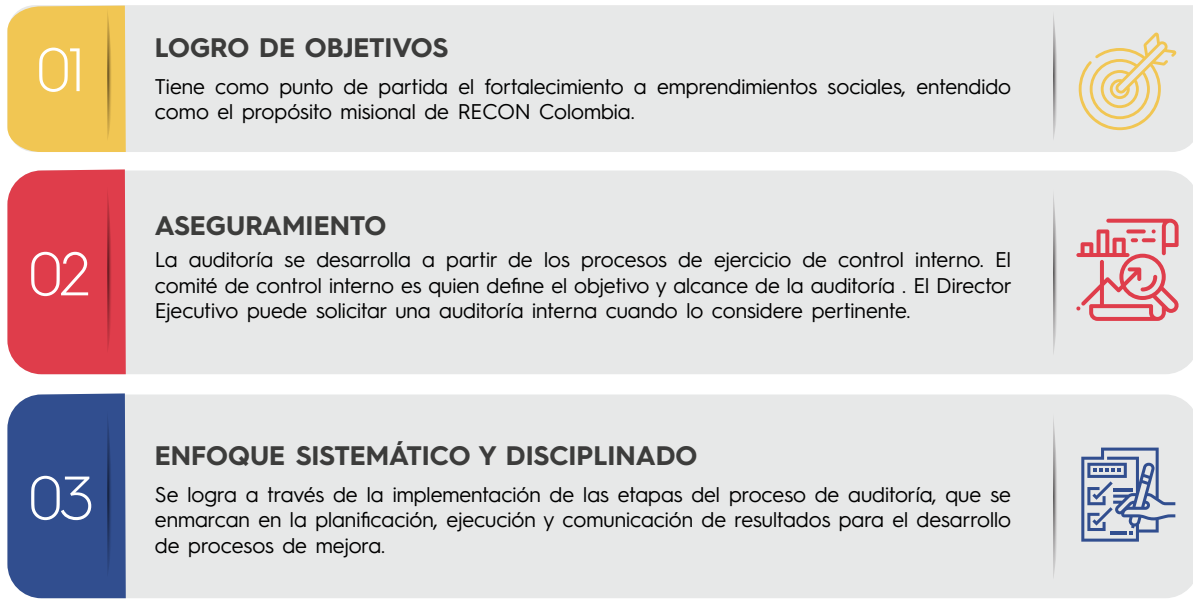 01
LOGRO DE OBJETIVOS
Tiene como punto de partida el fortalecimiento a emprendimientos sociales, entendido
como el propósito misional de RECON Colombia.
02
ASEGURAMIENTO
La auditoría se desarrolla a partir de los procesos de ejercicio de control interno. El
comité de control interno es quien define el objetivo y alcance de la auditoría . El Director
Ejecutivo puede solicitar una auditoría interna cuando lo considere pertinente.
03
ENFOQUE SISTEMÁTICO Y DISCIPLINADO
Se logra a través de la implementación de las etapas del proceso de auditoría, que se
enmarcan en la planificación, ejecución y comunicación de resultados para el desarrollo
de procesos de mejora.